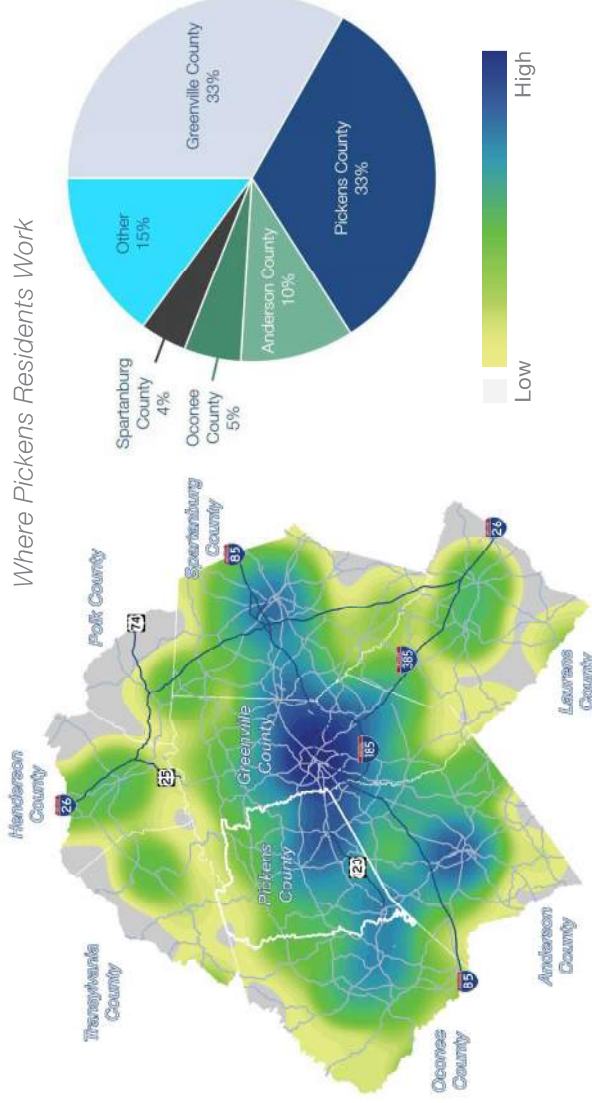 Where Pickens Residents Work
Henderson
County
Polk County
Transylvania
County
Spartanburg
County
Greenville
County
Pickens
County
Oconee
County
Anderson
County
Laurens
County
26
74
25
85
185
385
123
85
26
Greenville County
33%
Pickens County
33%
Anderson County
10%
Oconee
County
5%
Spartanburg
County
4%
Other
15%
Low
High